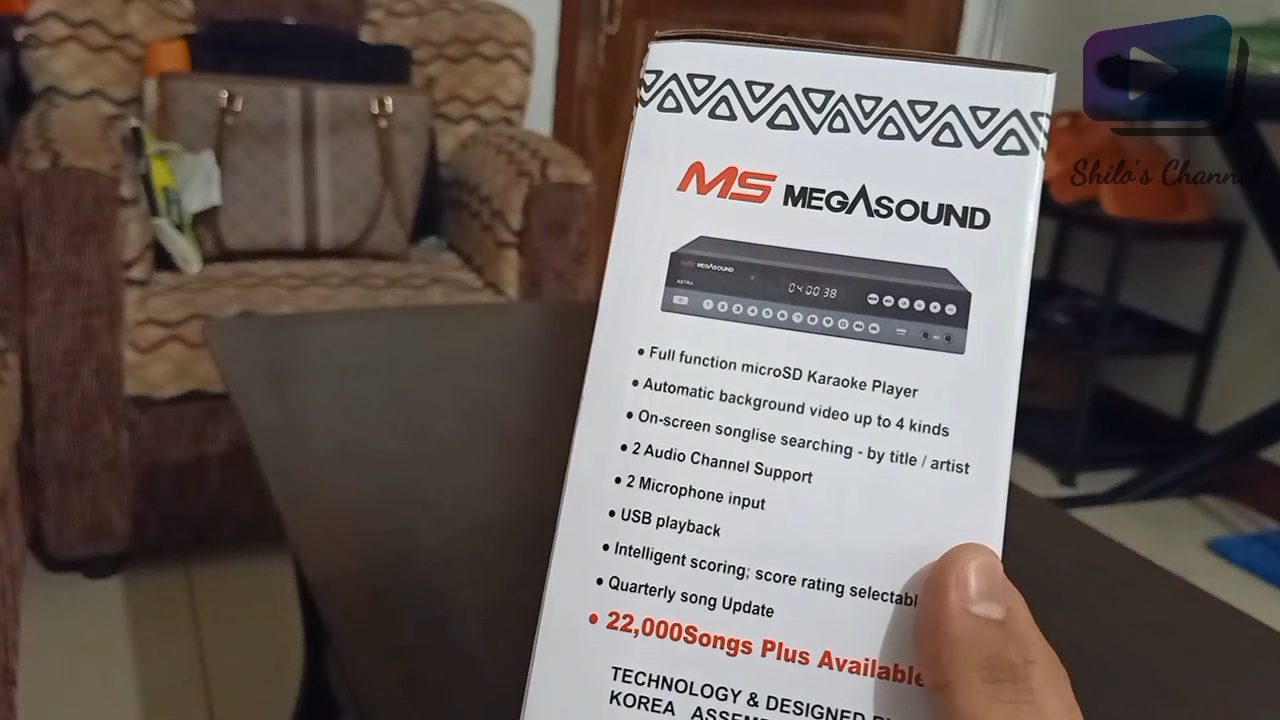 Shilo's Channel
MS MEGASOUND
MEGASOUND
04 00 38
• Full function microSD Karaoke Player
• Automatic background video up to 4 kinds
• On-screen songlise searching - by title / artist
• 2 Audio Channel Support
• 2 Microphone input
• USB playback
• Intelligent scoring; score rating selectabl
• Quarterly song Update
• 22,000Songs Plus Available
TECHNOLOGY & DESIGNED
KOREA